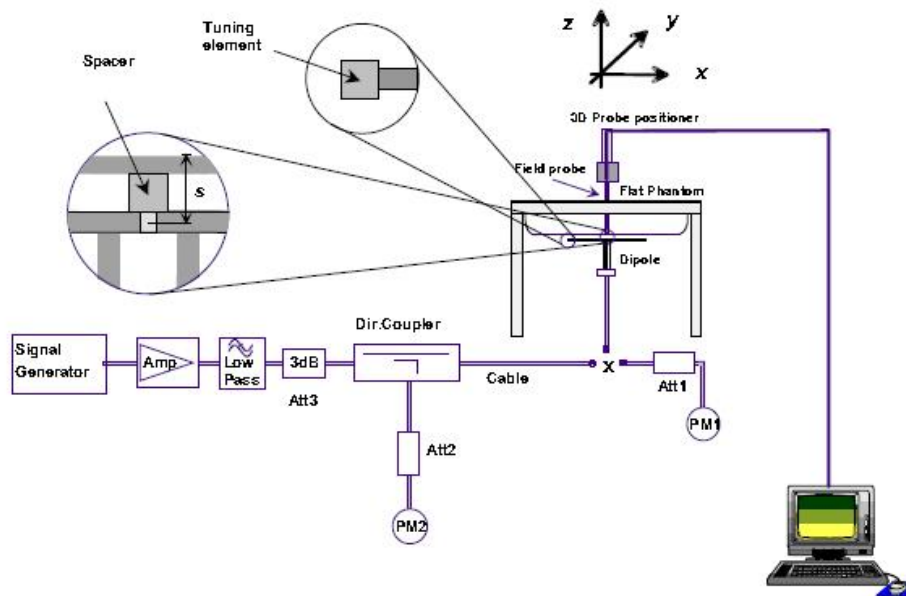 Tuning
element
Spacer
z
y
x
3D Probe positioner
Field probe
Flat Phantom
s
Dipole
Dir.Coupler
Signal
Generator
Amp
Low
Pass
3dB
Att3
Cable
x
Att1
PM1
Att2
PM2